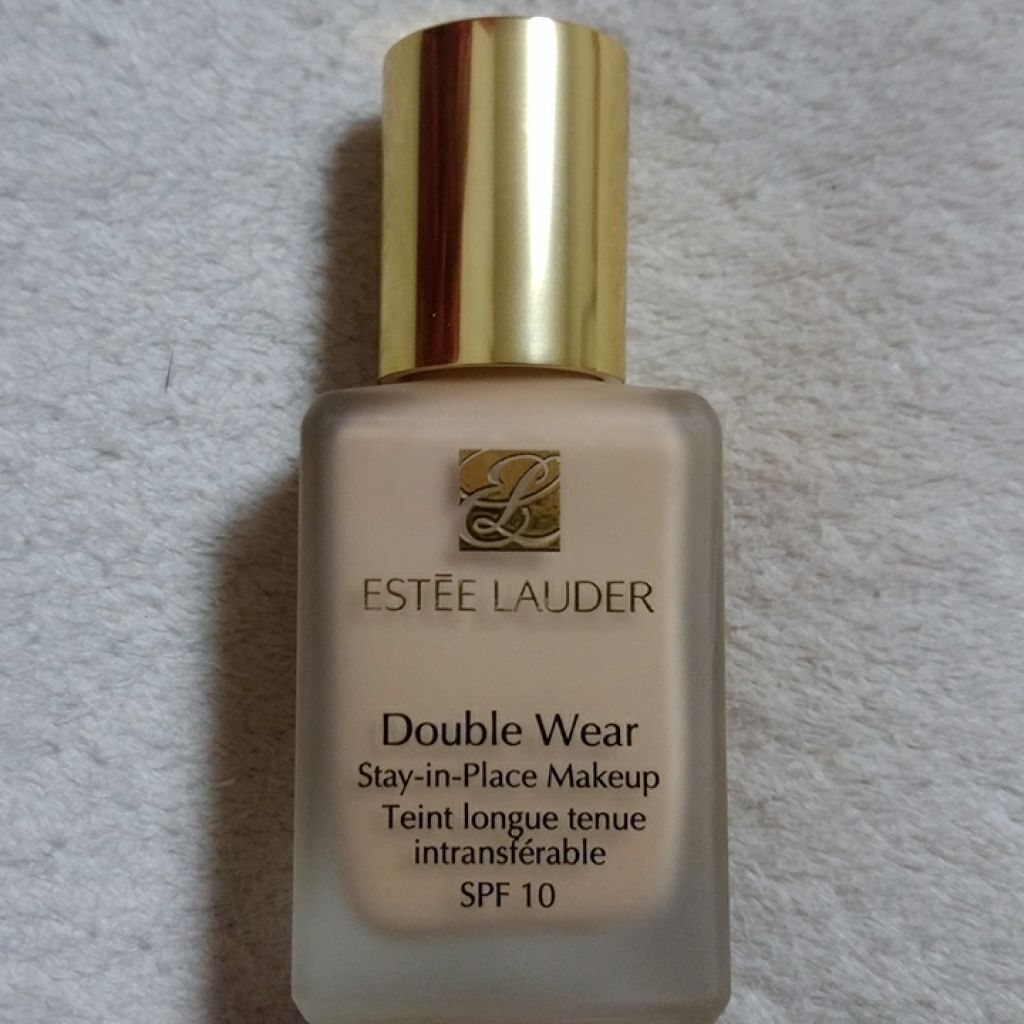 ESTĒE LAUDER
Double Wear
Stay-in-Place Makeup
Teint longue tenue
intransférable
SPF 10